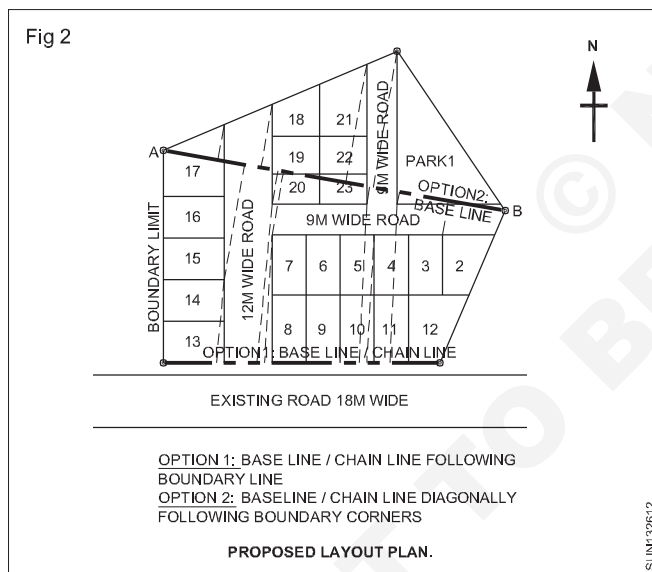 Fig 2
N
A
18
21
19
22
20
23
17
16
15
14
13
BOUNDARY LIMIT
12M WIDE ROAD
9M WIDE ROAD
PARK1
OPTION2:
BASE LINE
B
9M WIDE ROAD
7
6
5
4
3
2
8
9
10
11
12
OPTION1: BASE LINE / CHAIN LINE
EXISTING ROAD 18M WIDE
OPTION 1: BASE LINE / CHAIN LINE FOLLOWING
BOUNDARY LINE
OPTION 2: BASELINE / CHAIN LINE DIAGONALLY
FOLLOWING BOUNDARY CORNERS
PROPOSED LAYOUT PLAN.
SUN132612
©
TO BE